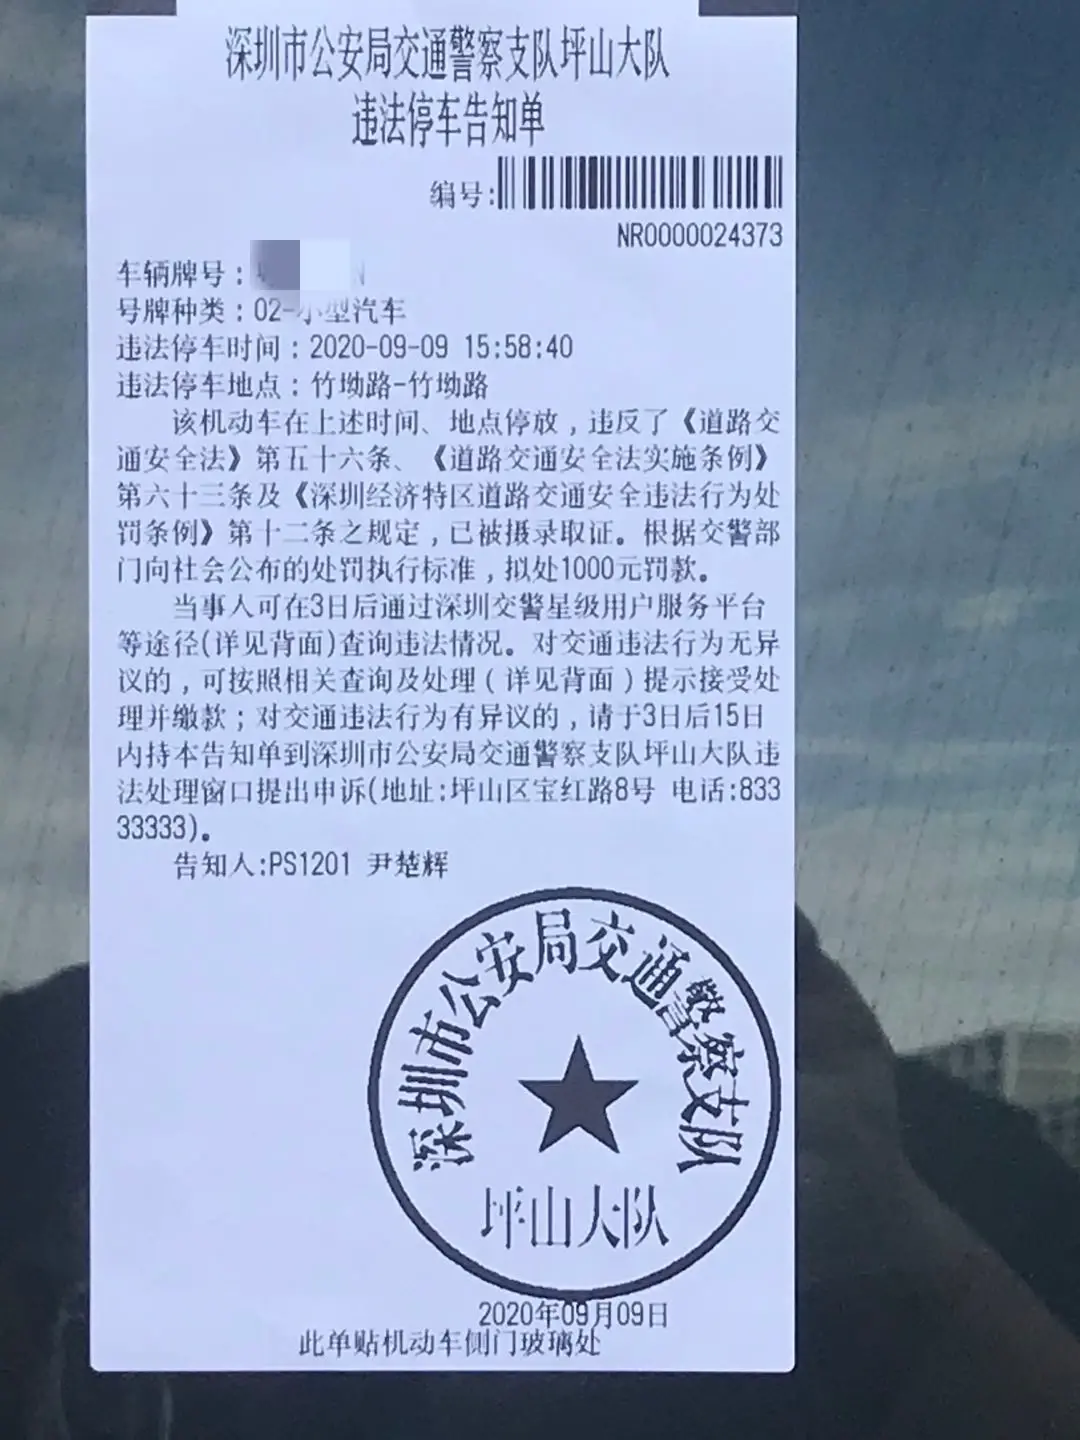 深圳市公安局交通警察支队坪山大队
违法停车告知单
编号:
NR0000024373
车辆牌号：
号牌种类：02-小型汽车
违法停车时间：2020-09-09 15:58:40
违法停车地点：竹坳路-竹坳路
该机动车在上述时间、地点停放，违反了《道路交
通安全法》第五十六条、《道路交通安全法实施条例》
第六十三条及《深圳经济特区道路交通安全违法行为处
罚条例》第十二条之规定，已被摄录取证。根据交警部
门向社会公布的处罚执行标准，拟处1000元罚款。
当事人可在3日后通过深圳交警星级用户服务平台
等途径(详见背面)查询违法情况。对交通违法行为无异
议的，可按照相关查询及处理（详见背面）提示接受处
理并缴款；对交通违法行为有异议的，请于3日后15日
内持本告知单到深圳市公安局交通警察支队坪山大队违
法处理窗口提出申诉(地址:坪山区宝红路8号 电话:833
33333)。
告知人:PS1201 尹楚辉
深圳市公安局交通警察支队
坪山大队
2020年09月09日
此单贴机动车侧门玻璃处